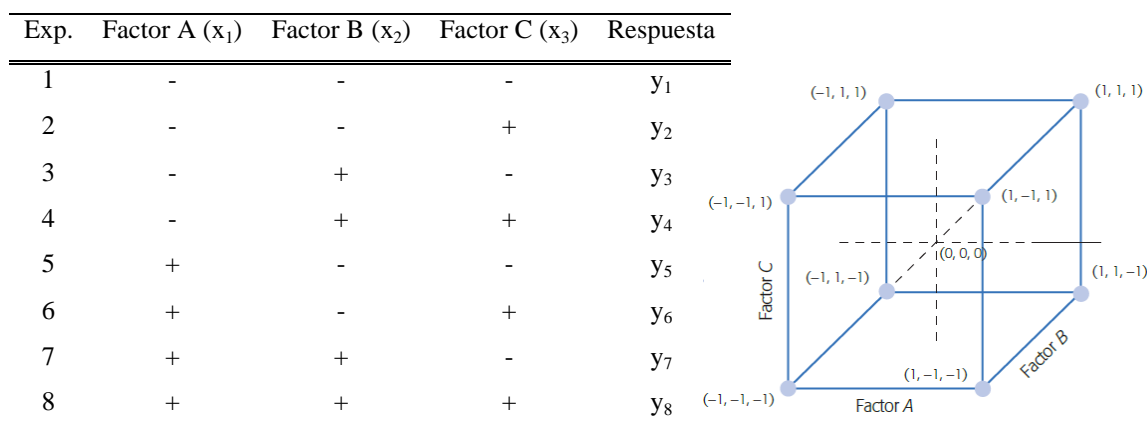 Exp. Factor A (x₁) Factor B (x₂) Factor C (x₃) Respuesta
1 - - - y₁
2 - - + y₂
3 - + - y₃
4 - + + y₄
5 + - - y₅
6 + - + y₆
7 + + - y₇
8 + + + y₈
(–1, 1, 1)
(1, 1, 1)
(–1, –1, 1)
(1, –1, 1)
(0, 0, 0)
(–1, 1, –1)
(1, 1, –1)
Factor C
Factor B
(1, –1, –1)
(–1, –1, –1)
Factor A